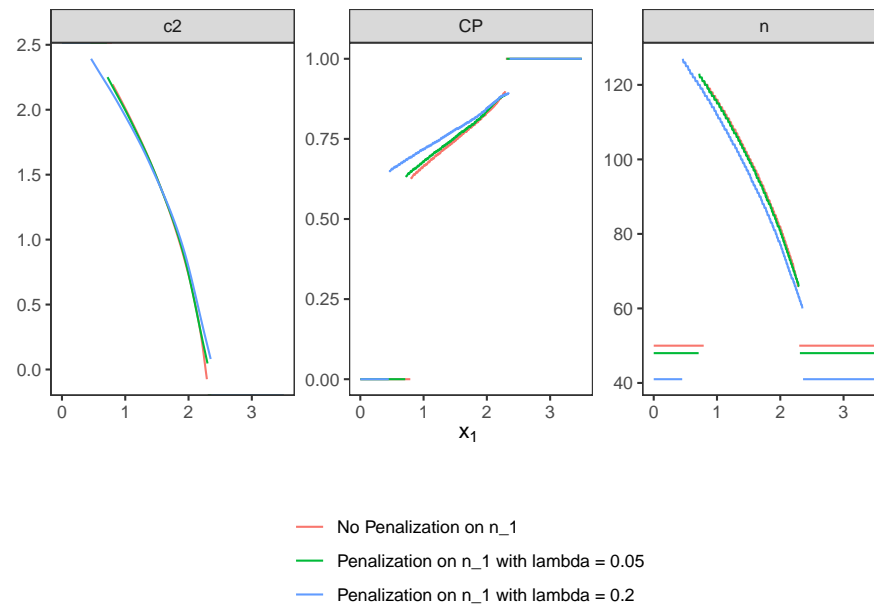 c2
CP
n
2.5
2.0
1.5
1.0
0.5
0.0
1.00
0.75
0.50
0.25
0.00
120
100
80
60
40
0 1 2 3
0 1 2 3
0 1 2 3
x1
No Penalization on n_1
Penalization on n_1 with lambda = 0.05
Penalization on n_1 with lambda = 0.2